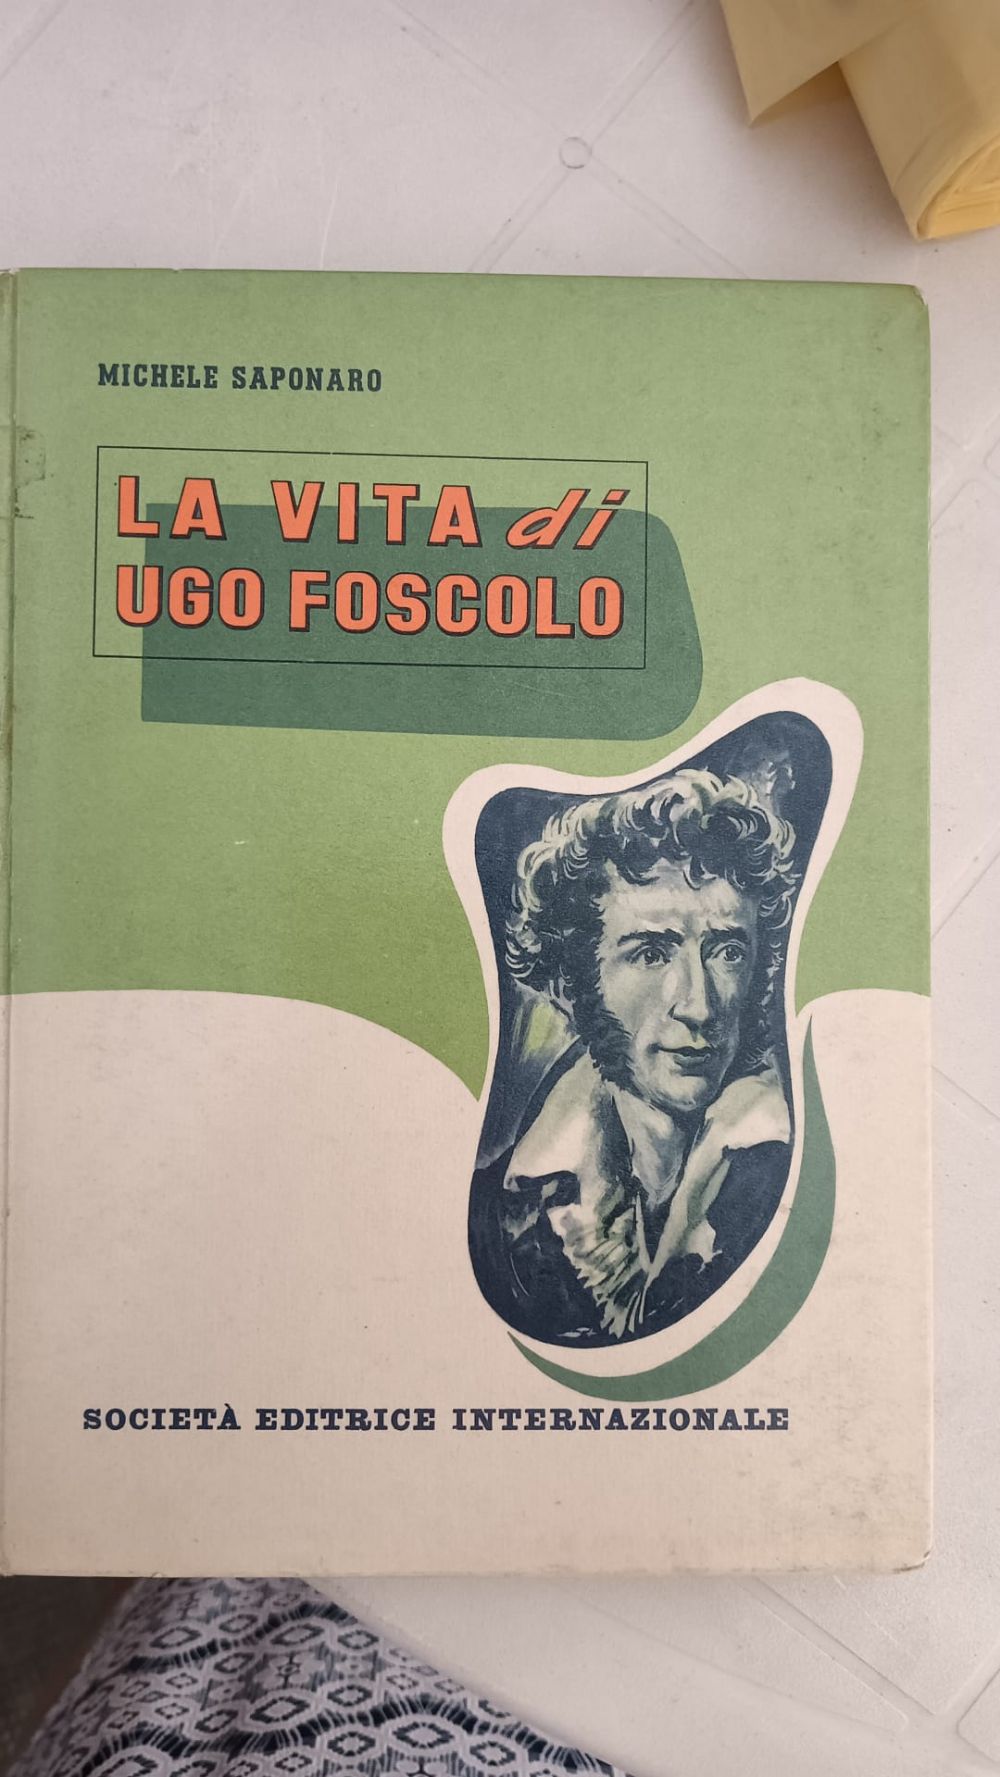 MICHELE SAPONARO
LA VITA di
UGO FOSCOLO
SOCIETÀ EDITRICE INTERNAZIONALE